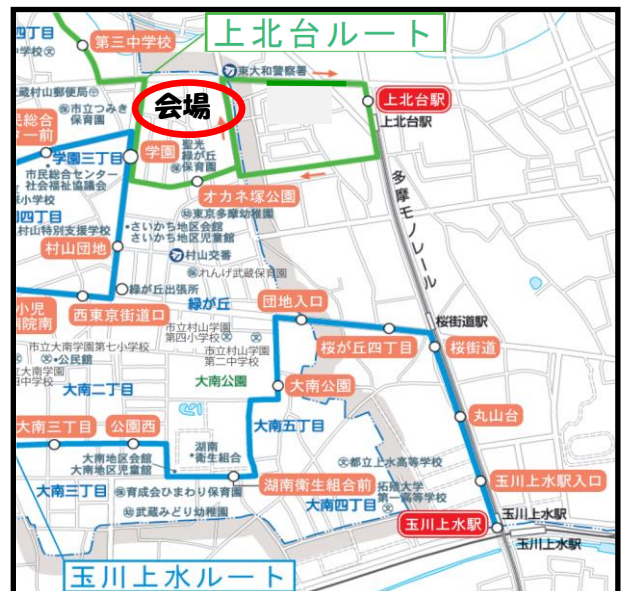 四丁目
第三中学校
上北台ルート
東大和警察署
武蔵村山郵便局
市立つみき
保育園
会場
上北台駅
上北台駅
学園三丁目
学園
聖光
緑が丘
保育園
市民総合センター
社会福祉協議会
オカネ塚公園
多摩モノレール
東京多摩幼稚園
四丁目
村山特別支援学校
さいかち地区会館
さいかち地区児童館
村山団地
村山交番
れんげ武蔵保育園
緑が丘出張所
緑が丘
団地入口
西東京街道口
市立村山学園
第四小学校
市立村山学園
第二中学校
桜が丘四丁目
桜街道駅
桜街道
市立大南学園第七小学校
公民館
大南公園
大南公園
大南二丁目
丸山台
大南三丁目
公園西
大南五丁目
湖南
衛生組合
大南地区会館
大南地区児童館
都立上水高等学校
大南三丁目
育成会ひまわり保育園
湖南衛生組合前
拓殖大学
第一高等学校
玉川上水駅入口
大南四丁目
武蔵みどり幼稚園
玉川上水駅
玉川上水駅
玉川上水駅
玉川上水ルート